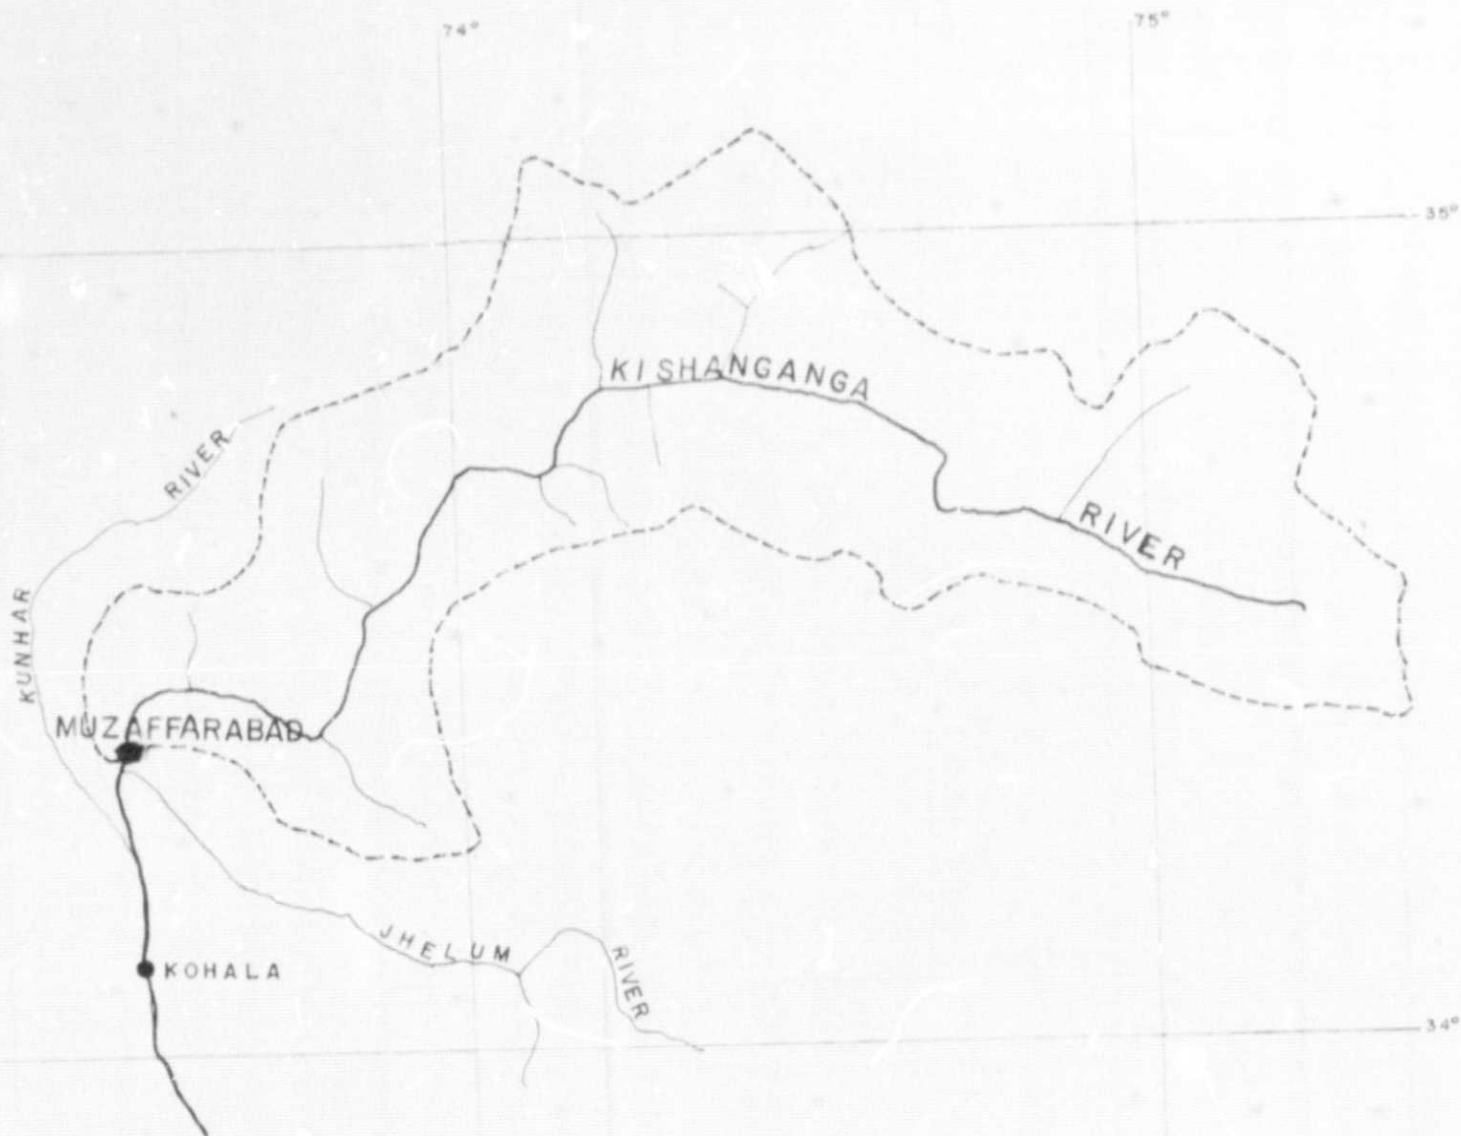 74°
75°
35°
KISHANGANGA
RIVER
KUNHAR
RIVER
MUZAFFARABAD
KOHALA
JHELUM
RIVER
34°